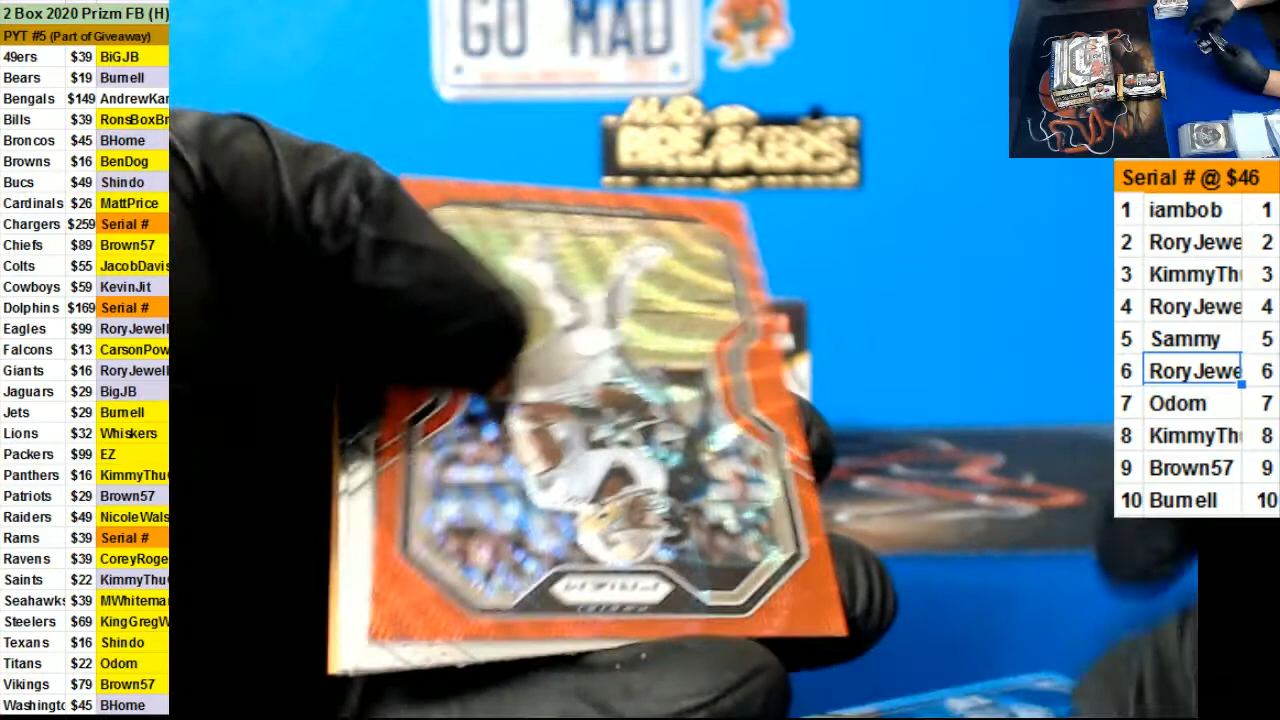 2 Box 2020 Prizm FB (H)
PYT #5 (Part of Giveaway)
49ers $39 BiGJB
Bears $19 Burnell
Bengals $149 AndrewKar
Bills $39 RonsBoxBr
Broncos $45 BHome
Browns $16 BenDog
Bucs $49 Shindo
Cardinals $26 MattPrice
Chargers $259 Serial #
Chiefs $89 Brown57
Colts $55 JacobDavis
Cowboys $59 KevinJit
Dolphins $169 Serial #
Eagles $99 RoryJewell
Falcons $13 CarsonPow
Giants $16 RoryJewell
Jaguars $29 BigJB
Jets $29 Burnell
Lions $32 Whiskers
Packers $99 EZ
Panthers $16 KimmyThu
Patriots $29 Brown57
Raiders $49 NicoleWals
Rams $39 Serial #
Ravens $39 CoreyRoge
Saints $22 KimmyThu
Seahawks $39 MWhitema
Steelers $69 KingGregW
Texans $16 Shindo
Titans $22 Odom
Vikings $79 Brown57
Washingto $45 BHome
GO MAD
MAD
BREAKERS
PRIZM
Serial # @ $46
1 iambob 1
2 RoryJewe 2
3 KimmyThu 3
4 RoryJewe 4
5 Sammy 5
6 RoryJewe 6
7 Odom 7
8 KimmyTh 8
9 Brown57 9
10 Burnell 10